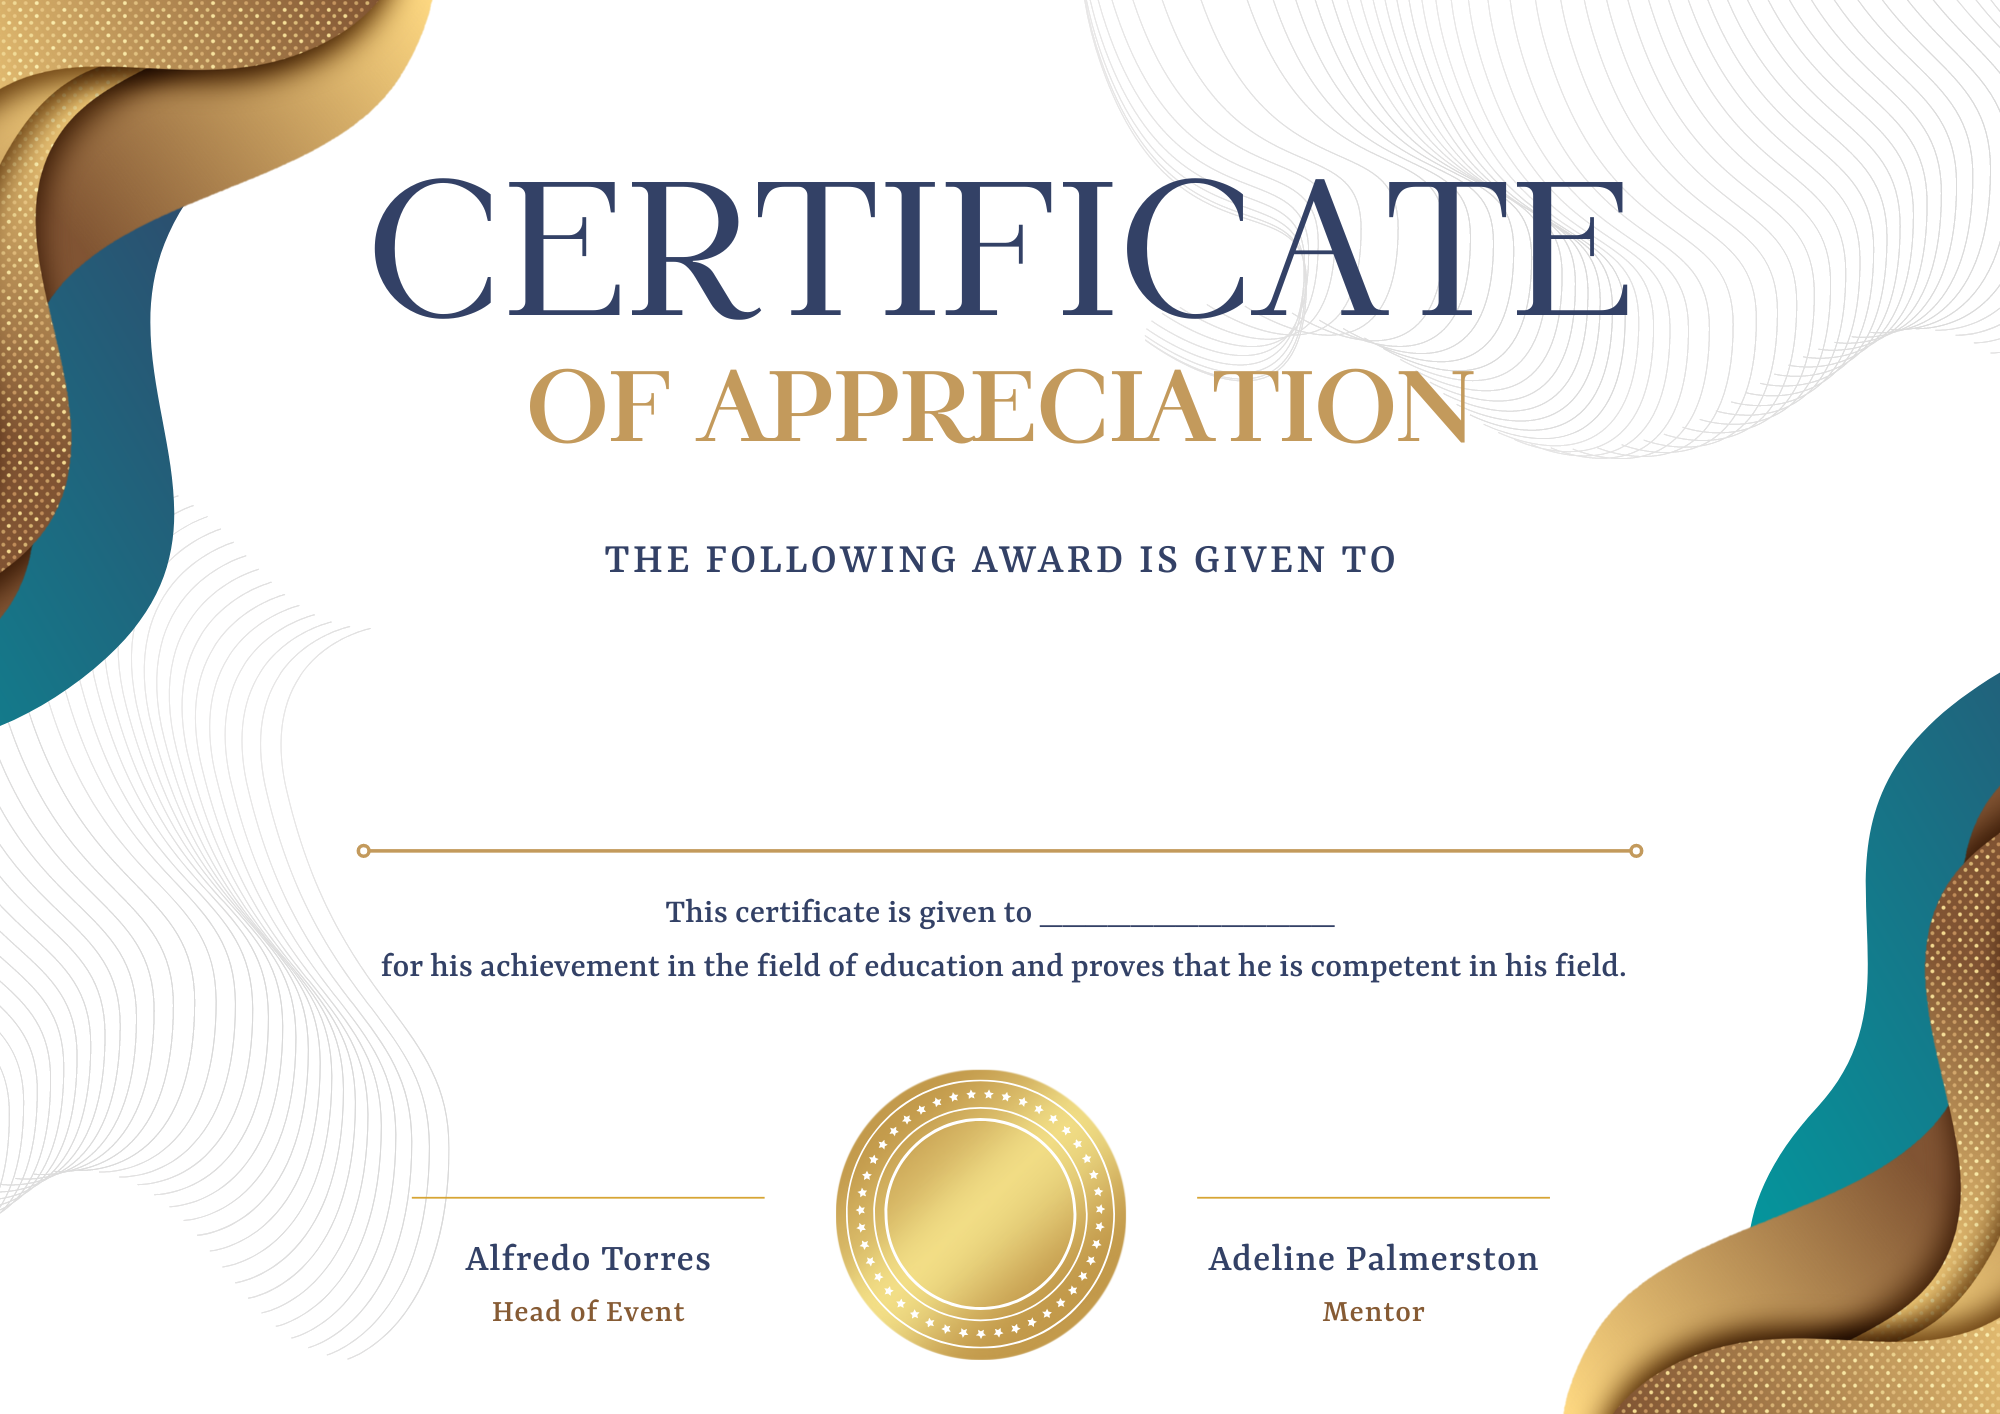 CERTIFICATE
OF APPRECIATION
THE FOLLOWING AWARD IS GIVEN TO
This certificate is given to ____________________
for his achievement in the field of education and proves that he is competent in his field.
Alfredo Torres
Head of Event
Adeline Palmerston
Mentor